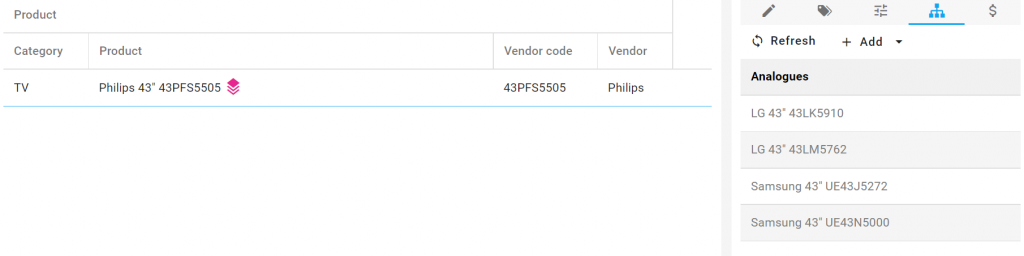 Product
Category Product Vendor code Vendor
TV Philips 43" 43PFS5505 43PFS5505 Philips
$
Refresh + Add
Analogues
LG 43" 43LK5910
LG 43" 43LM5762
Samsung 43" UE43J5272
Samsung 43" UE43N5000